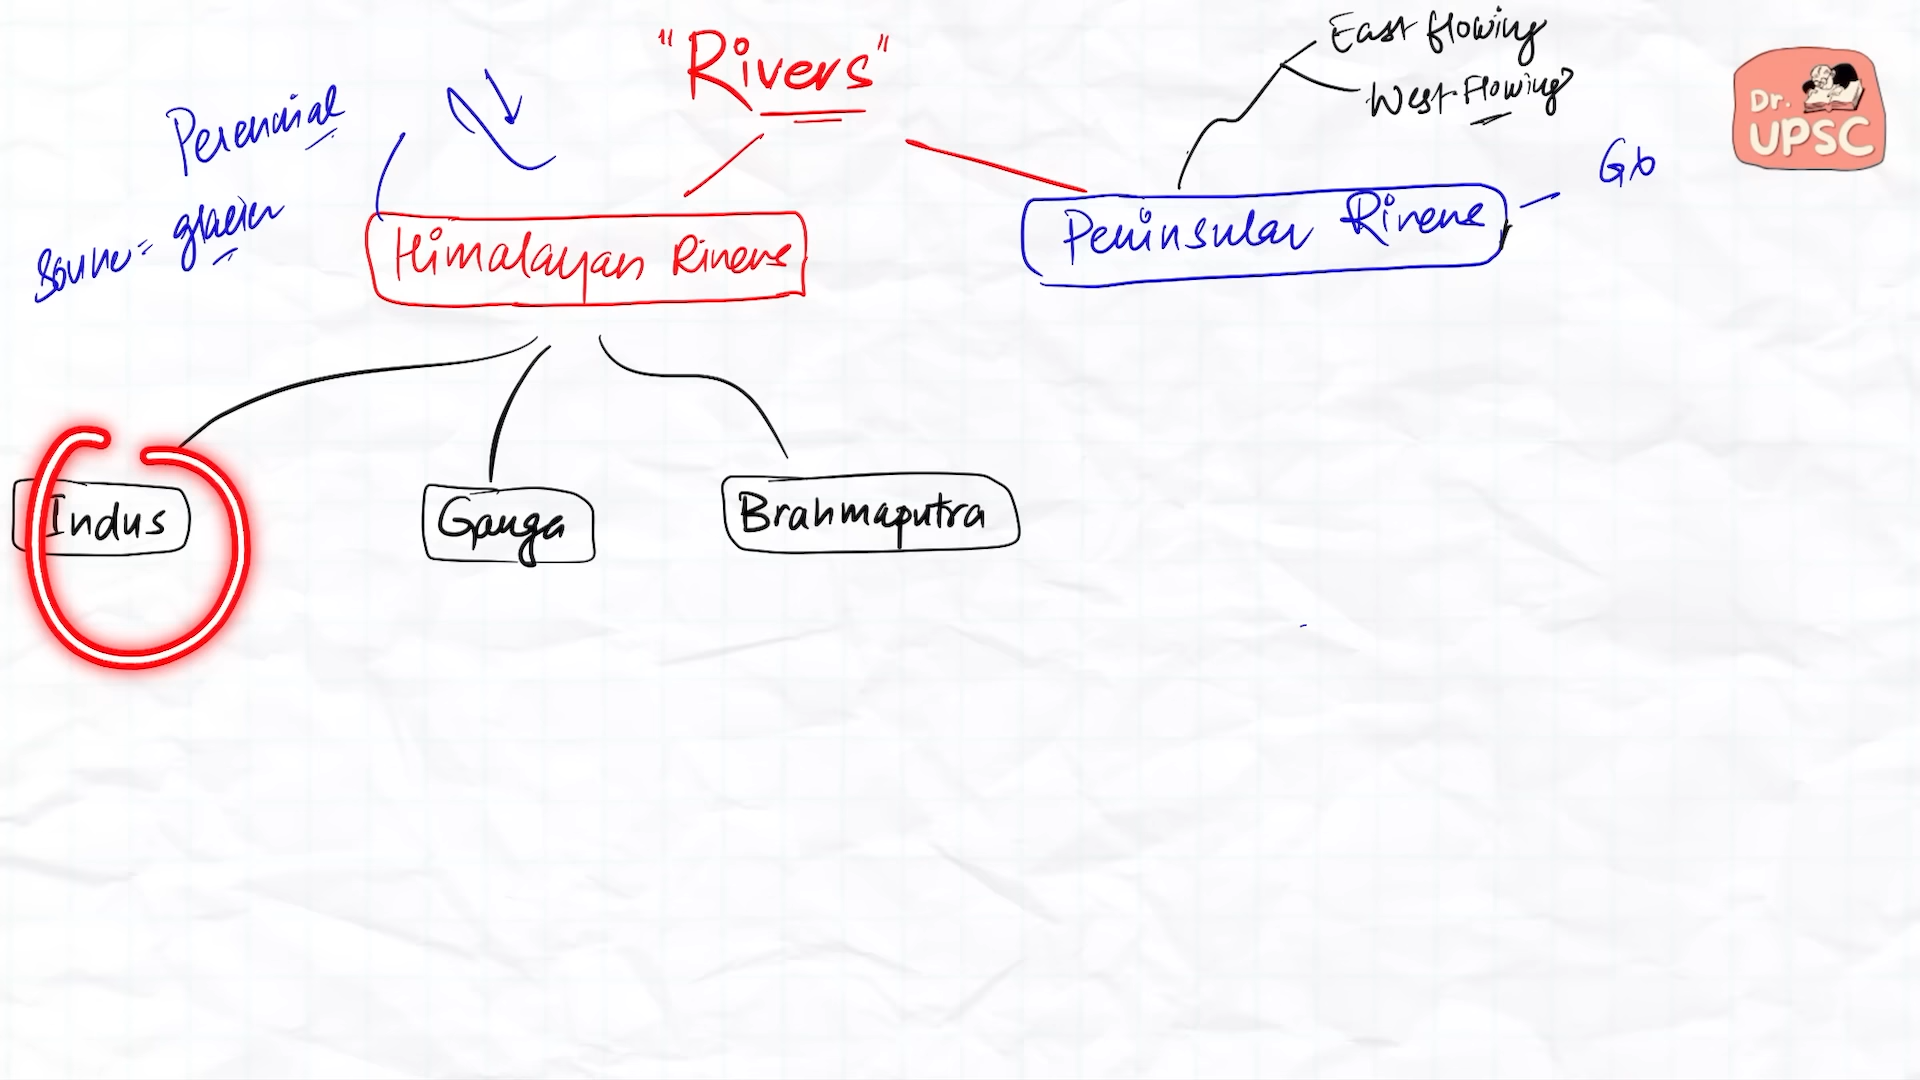 "Rivers"
East flowing
West Flowing
Dr.
UPSC
Perennial
Source = glacier
Himalayan Rivers
Peninsular Rivers
Indus
Ganga
Brahmaputra